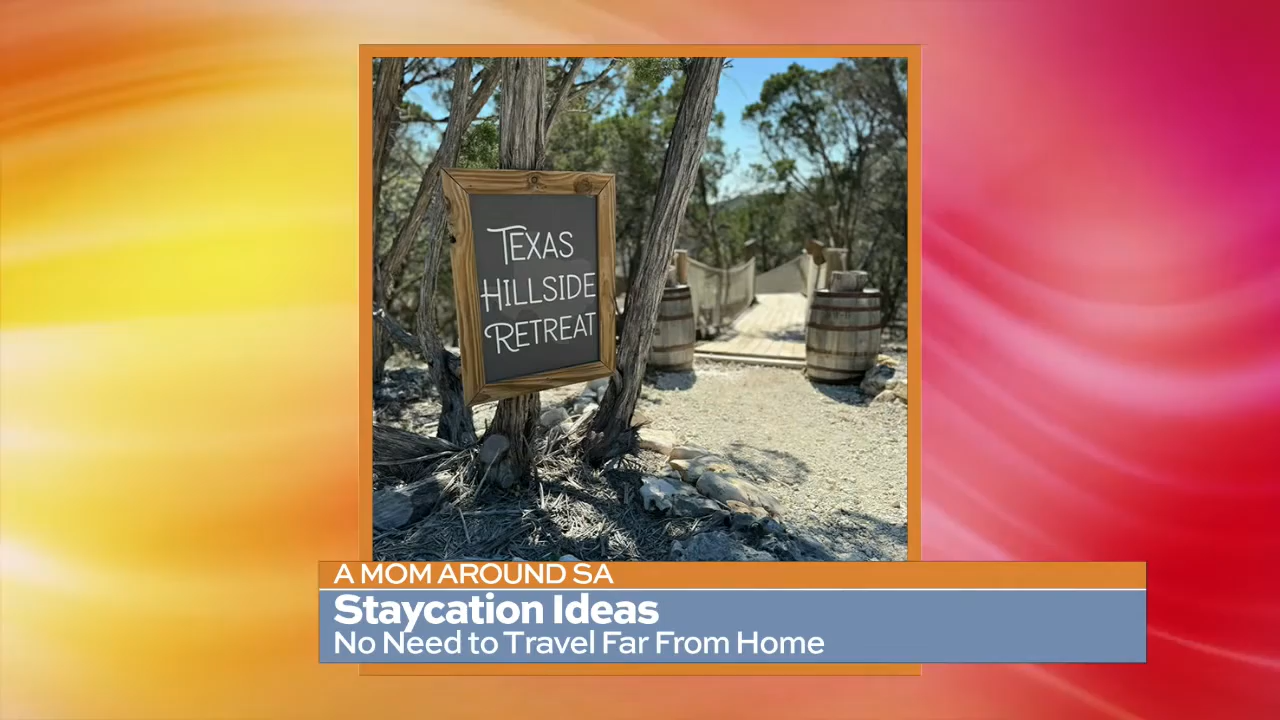 TEXAS
HILLSIDE
RETREAT
A MOM AROUND SA
Staycation Ideas
No Need to Travel Far From Home